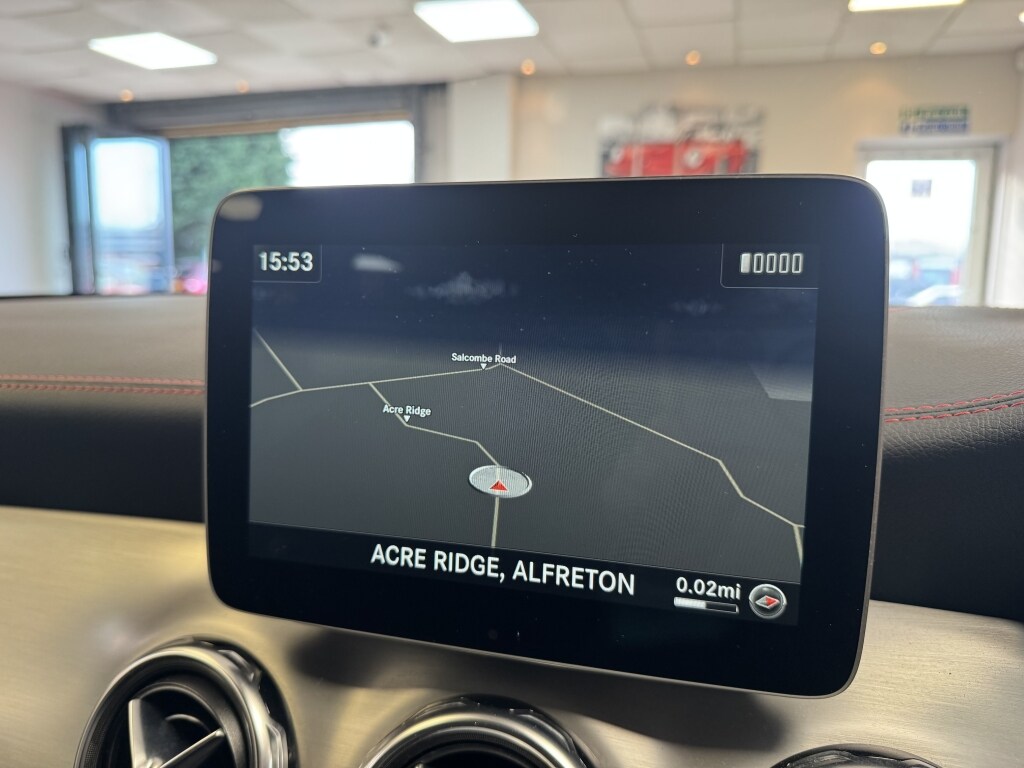 15:53
Salcombe Road
Acre Ridge
ACRE RIDGE, ALFRETON
0.02mi